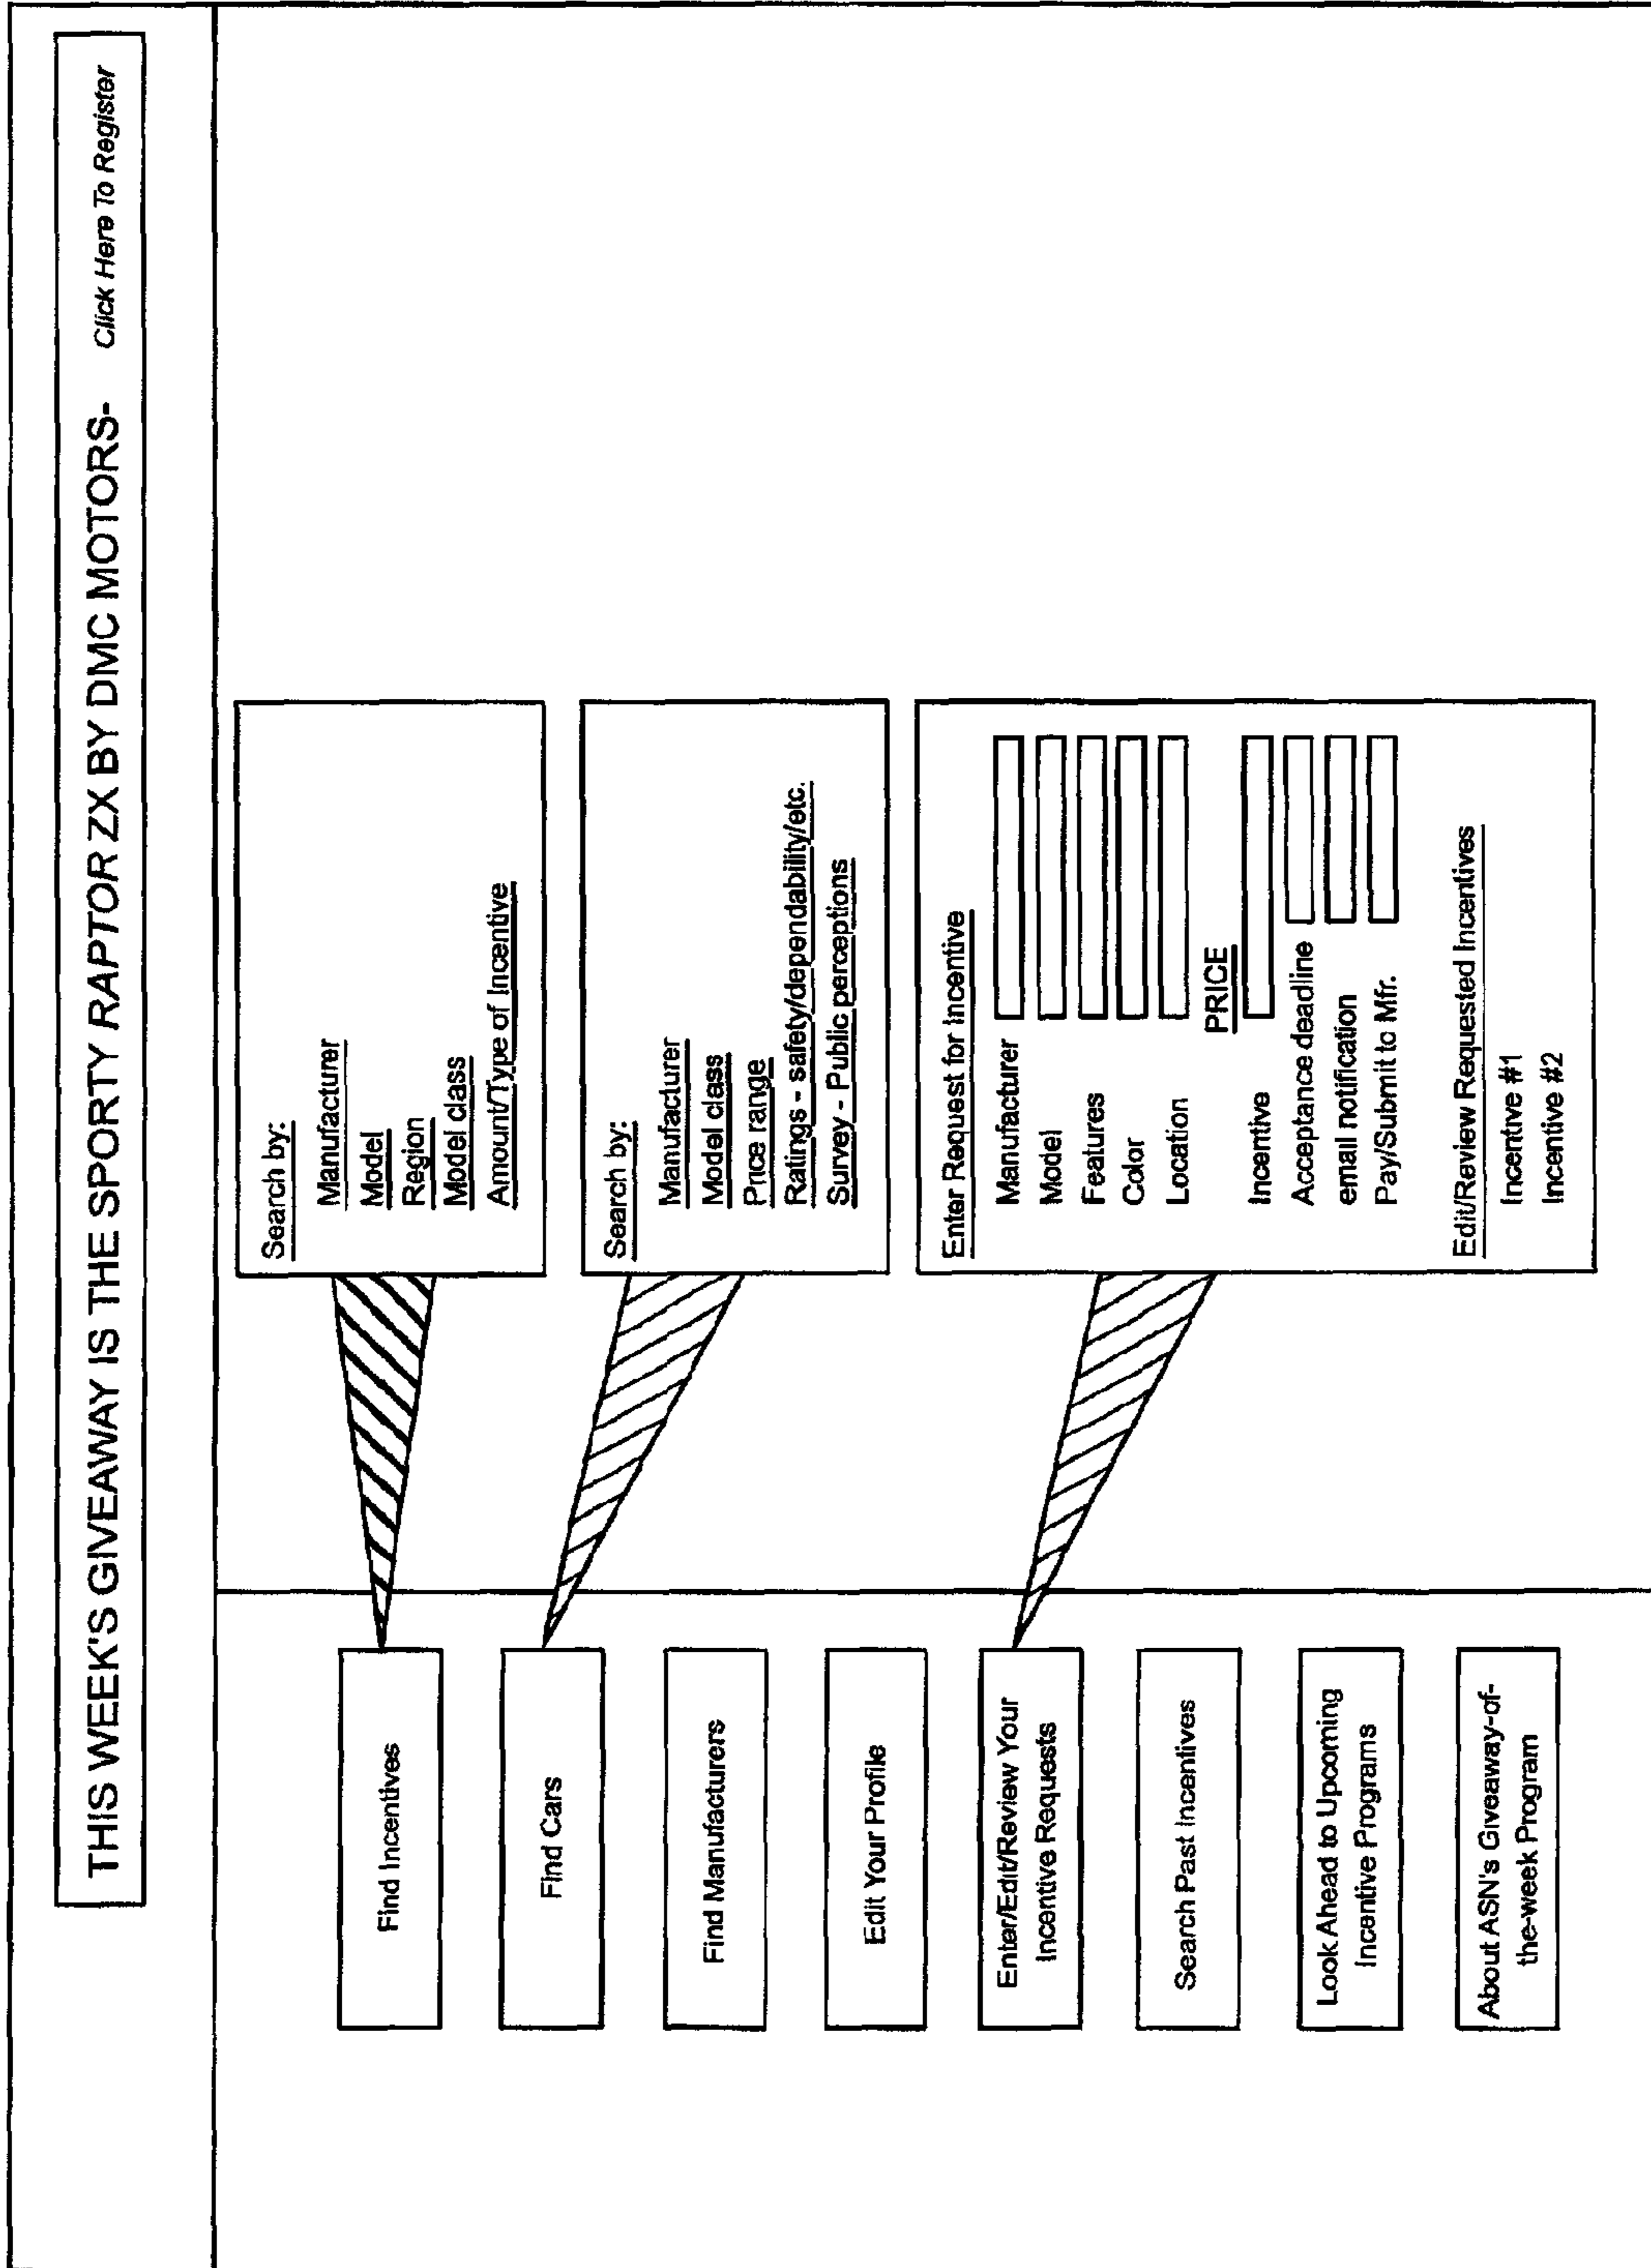 THIS WEEK'S GIVEAWAY IS THE SPORTY RAPTOR ZX BY DMC MOTORS- Click Here To Register
Find Incentives
Find Cars
Find Manufacturers
Edit Your Profile
Enter/Edit/Review Your
Incentive Requests
Search Past Incentives
Look Ahead to Upcoming
Incentive Programs
About ASN's Giveaway-of-
the-week Program
Search by:
Manufacturer
Model
Region
Model class
Amount/Type of Incentive
Search by:
Manufacturer
Model class
Price range
Ratings - safety/dependability/etc.
Survey - Public perceptions
Enter Request for Incentive
Manufacturer
Model
Features
Color
Location
PRICE
Incentive
Acceptance deadline
email notification
Pay/Submit to Mfr.
Edit/Review Requested Incentives
Incentive #1
Incentive #2